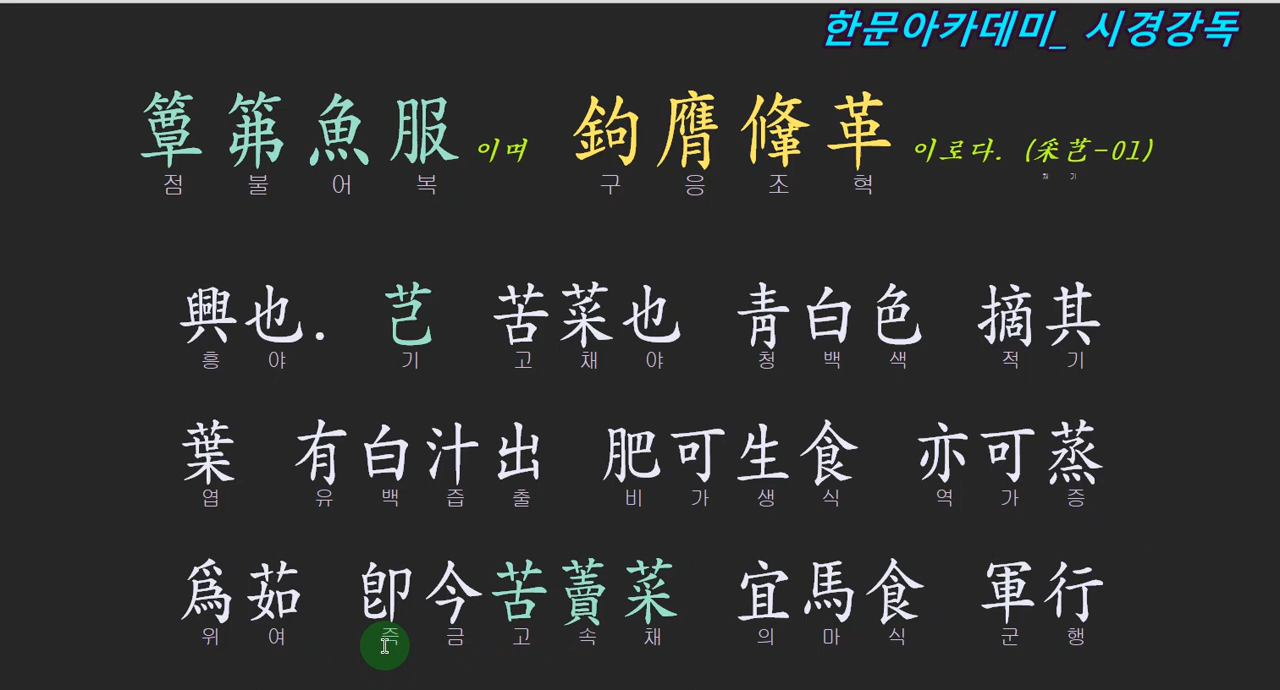 한문아카데미_ 시경강독
簟茀魚服이며 鉤膺鞗革이로다. (采芑-01)
점 불 어 복 구 응 조 혁 채 기
興也. 芑 苦菜也 靑白色 摘其
흥 야 기 고 채 야 청 백 색 적 기
葉 有白汁出 肥可生食 亦可蒸
엽 유 백 즙 출 비 가 생 식 역 가 증
爲茹 卽今苦藚菜 宜馬食 軍行
위 여 즉 금 고 속 채 의 마 식 군 행